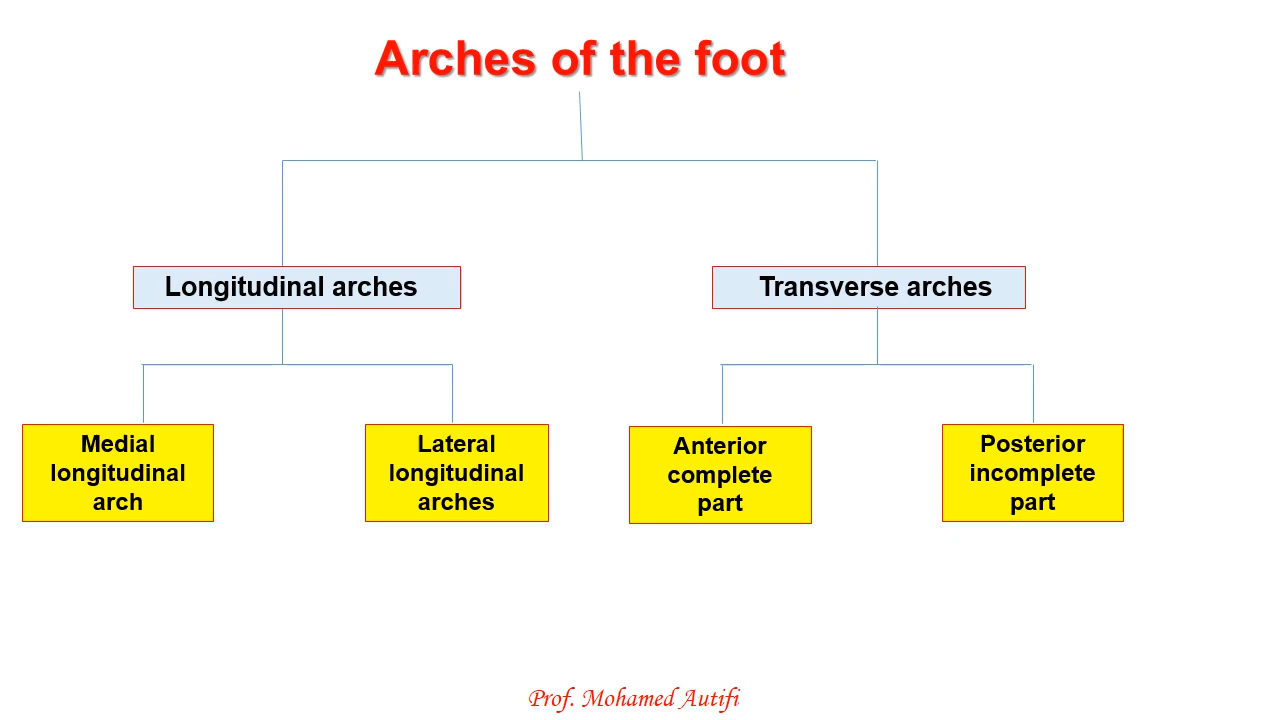 Arches of the foot
Longitudinal arches
Transverse arches
Medial
longitudinal
arch
Lateral
longitudinal
arches
Anterior
complete
part
Posterior
incomplete
part
Prof. Mohamed Autifi